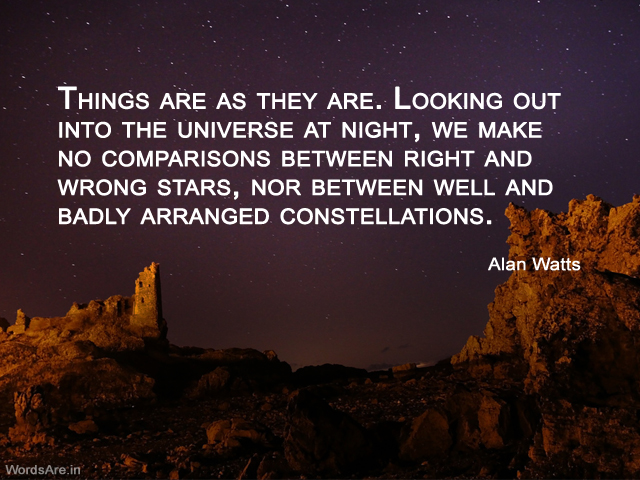 Things are as they are. Looking out
into the universe at night, we make
no comparisons between right and
wrong stars, nor between well and
badly arranged constellations.
Alan Watts
WordsAre.in